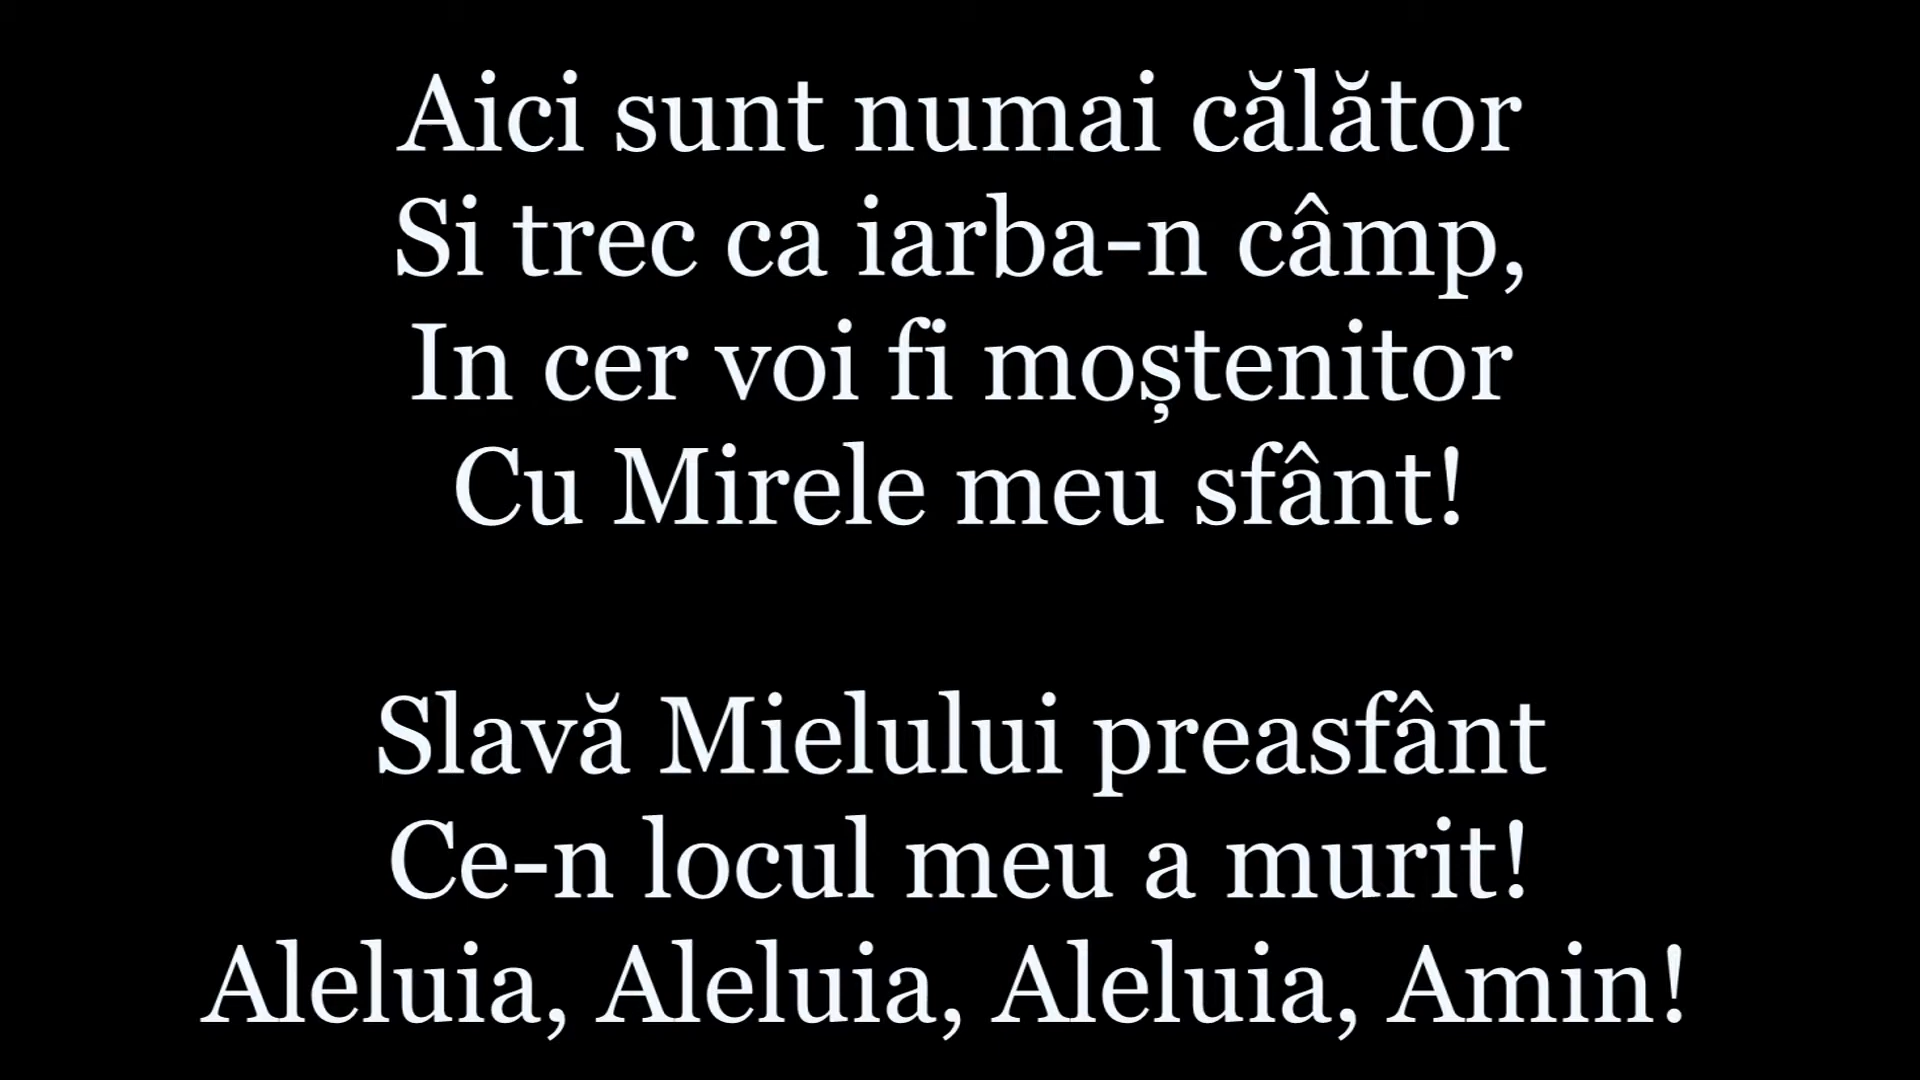 Aici sunt numai călător
Si trec ca iarba-n câmp,
In cer voi fi moștenitor
Cu Mirele meu sfânt!
Slavă Mielului preasfânt
Ce-n locul meu a murit!
Aleluia, Aleluia, Aleluia, Amin!